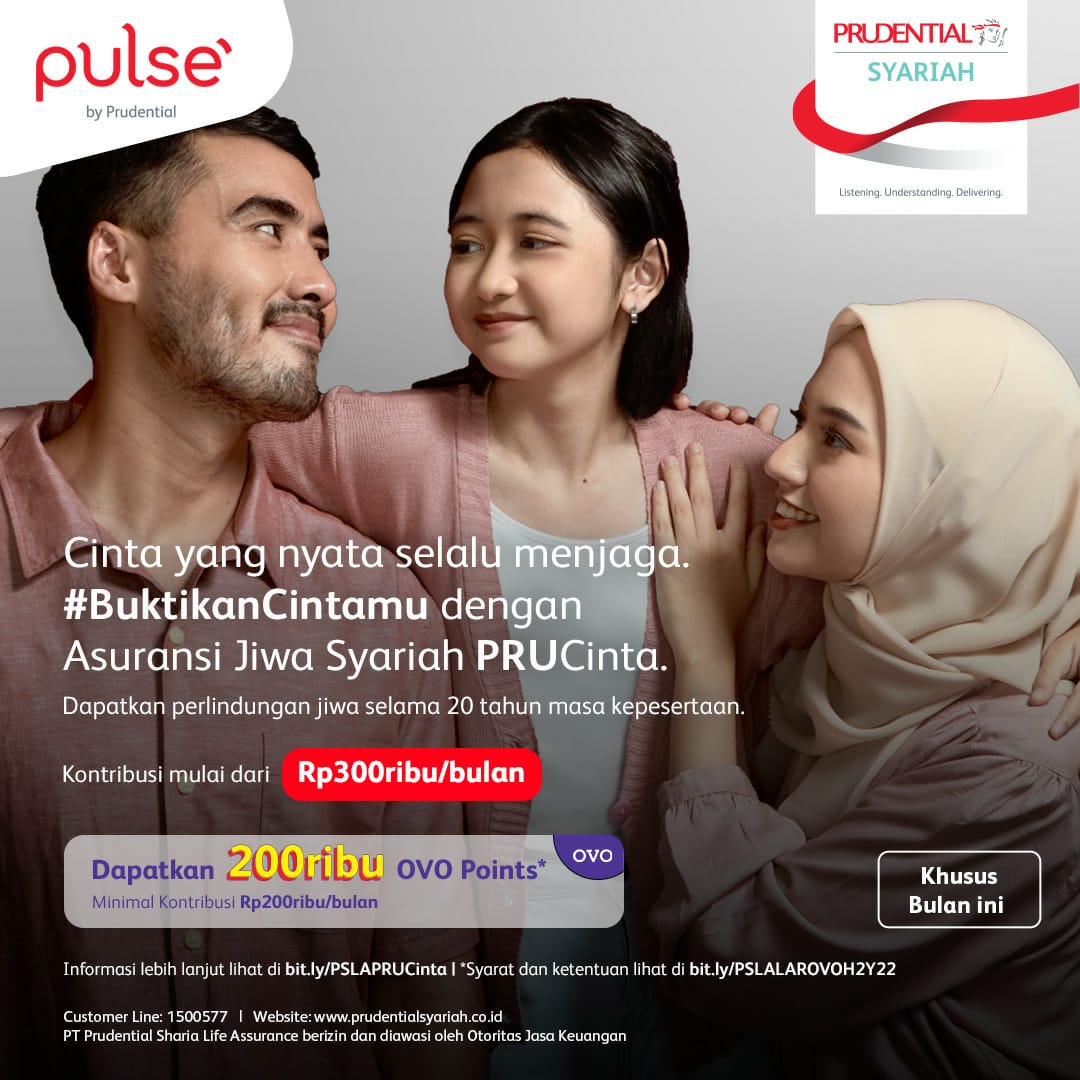 pulse
by Prudential
PRUDENTIAL
SYARIAH
Listening. Understanding. Delivering.
Cinta yang nyata selalu menjaga.
#BuktikanCintamu dengan
Asuransi Jiwa Syariah PRUCinta.
Dapatkan perlindungan jiwa selama 20 tahun masa kepesertaan.
Kontribusi mulai dari Rp300ribu/bulan
Dapatkan 200ribu OVO Points*
OVO
Minimal Kontribusi Rp200ribu/bulan
Khusus
Bulan ini
Informasi lebih lanjut lihat di bit.ly/PSLAPRUCinta | *Syarat dan ketentuan lihat di bit.ly/PSLALAROVOH2Y22
Customer Line: 1500577 | Website: www.prudentialsyariah.co.id
PT Prudential Sharia Life Assurance berizin dan diawasi oleh Otoritas Jasa Keuangan